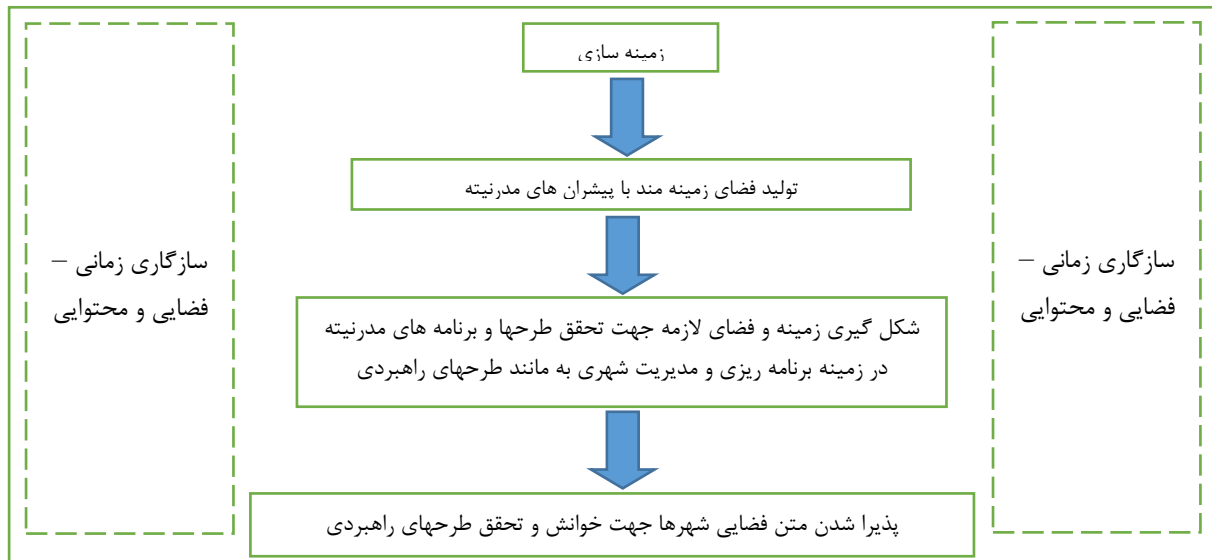 زمینه سازی
تولید فضای زمینه مند با پیشران های مدرنیته
سازگاری زمانی –
فضایی و محتوایی
سازگاری زمانی –
فضایی و محتوایی
شکل گیری زمینه و فضای لازمه جهت تحقق طرحها و برنامه های مدرنیته
در زمینه برنامه ریزی و مدیریت شهری به مانند طرحهای راهبردی
پذیرا شدن متن فضایی شهرها جهت خوانش و تحقق طرحهای راهبردی